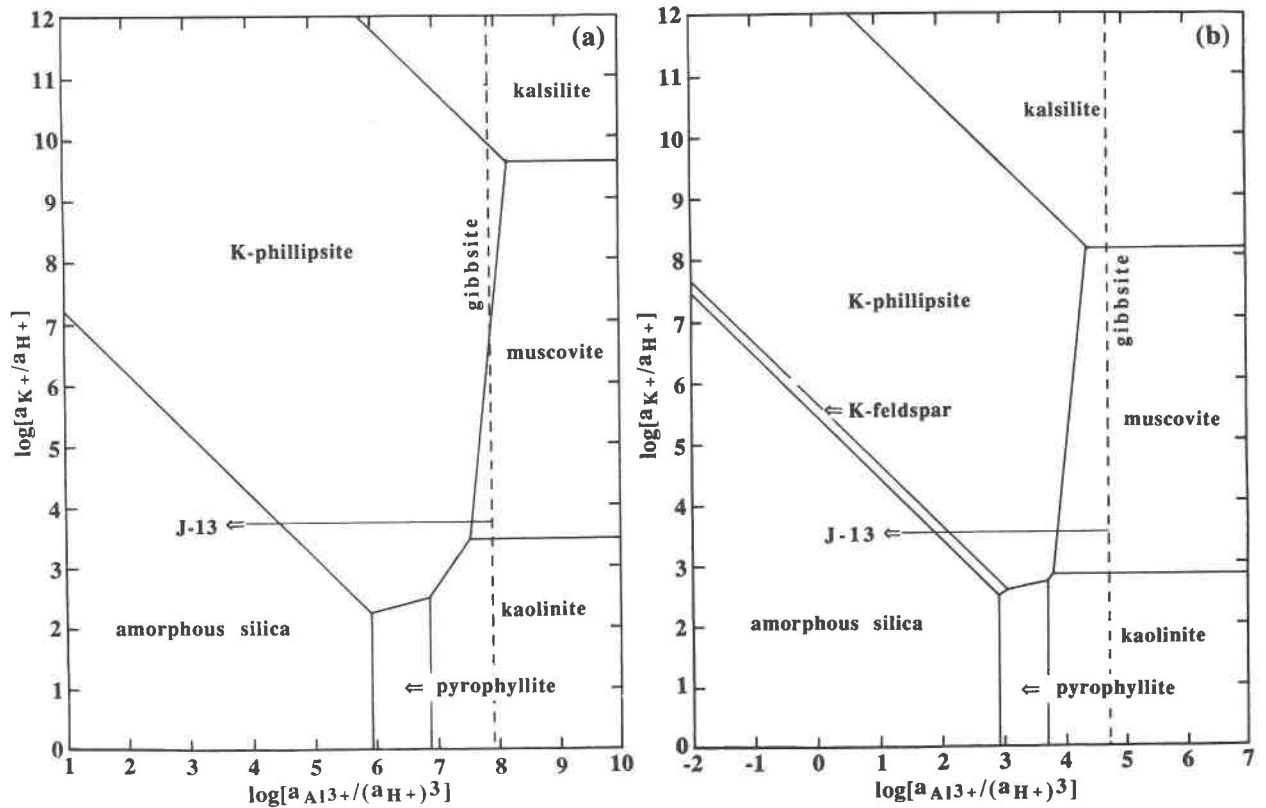 (a)
12
11
10
9
8
7
6
5
4
3
2
1
0
1 2 3 4 5 6 7 8 9 10
log[aK+/aH+]
log[aAl3+/(aH+)3]
kalsilite
K-phillipsite
gibbsite
muscovite
J-13 ⇐
kaolinite
amorphous silica
⇐ pyrophyllite
(b)
12
11
10
9
8
7
6
5
4
3
2
1
0
-2 -1 0 1 2 3 4 5 6 7
log[aK+/aH+]
log[aAl3+/(aH+)3]
kalsilite
K-phillipsite
gibbsite
⇐ K-feldspar
muscovite
J-13 ⇐
amorphous silica
kaolinite
⇐ pyrophyllite